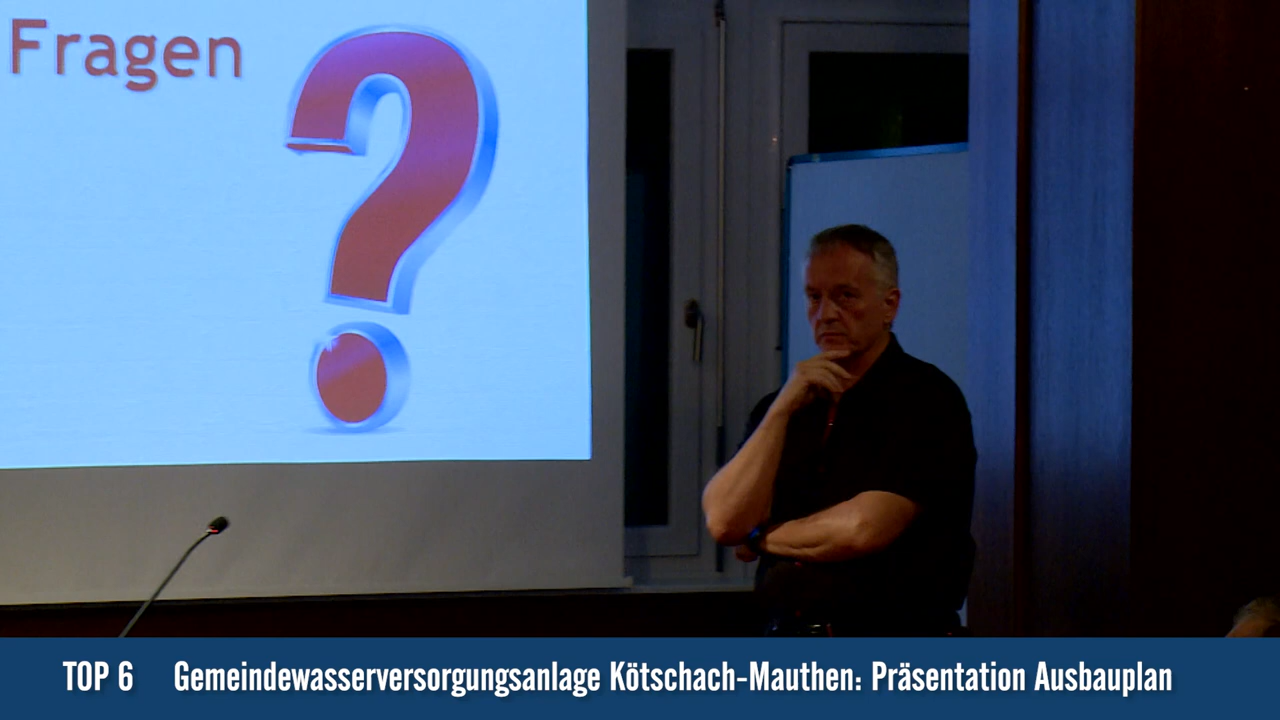 Fragen
?
TOP 6 Gemeindewasserversorgungsanlage Kötschach-Mauthen: Präsentation Ausbauplan